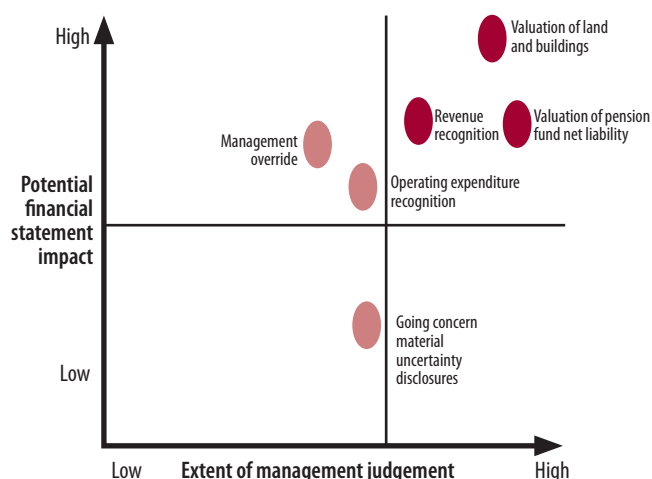 High
Valuation of land
and buildings
Revenue
recognition
Valuation of pension
fund net liability
Management
override
Potential
financial
statement
impact
Operating expenditure
recognition
Going concern
material
uncertainty
disclosures
Low
Low
Extent of management judgement
High